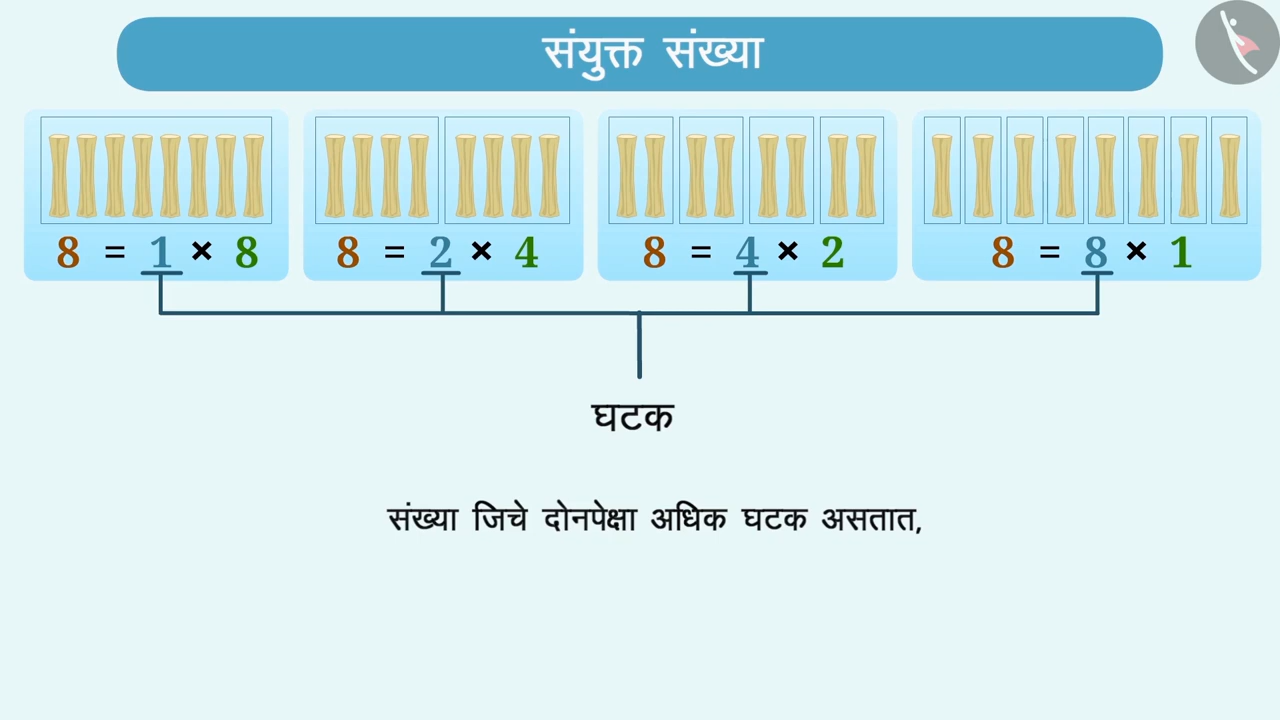 संयुक्त संख्या
8 = 1 × 8
8 = 2 × 4
8 = 4 × 2
8 = 8 × 1
घटक
संख्या जिचे दोनपेक्षा अधिक घटक असतात,